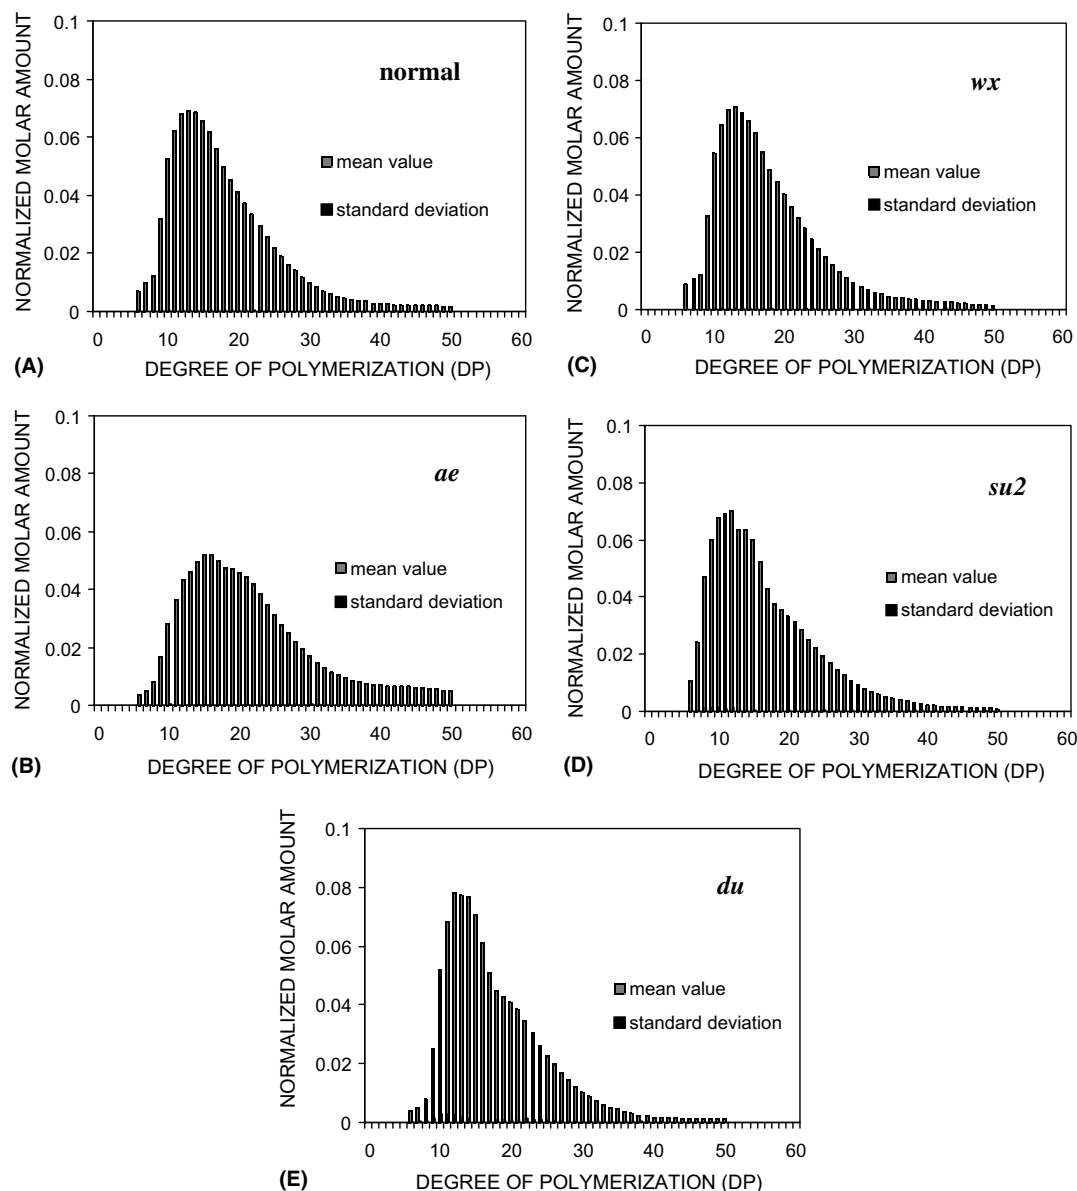 NORMALIZED MOLAR AMOUNT
0.1
0.08
0.06
0.04
0.02
0
normal
mean value
standard deviation
0 10 20 30 40 50 60
(A)
DEGREE OF POLYMERIZATION (DP)
NORMALIZED MOLAR AMOUNT
0.1
0.08
0.06
0.04
0.02
0
wx
mean value
standard deviation
0 10 20 30 40 50 60
(C)
DEGREE OF POLYMERIZATION (DP)
NORMALIZED MOLAR AMOUNT
0.1
0.08
0.06
0.04
0.02
0
ae
mean value
standard deviation
0 10 20 30 40 50 60
(B)
DEGREE OF POLYMERIZATION (DP)
NORMALIZED MOLAR AMOUNT
0.1
0.08
0.06
0.04
0.02
0
su2
mean value
standard deviation
0 10 20 30 40 50 60
(D)
DEGREE OF POLYMERIZATION (DP)
NORMALIZED MOLAR AMOUNT
0.1
0.08
0.06
0.04
0.02
0
du
mean value
standard deviation
0 10 20 30 40 50 60
(E)
DEGREE OF POLYMERIZATION (DP)